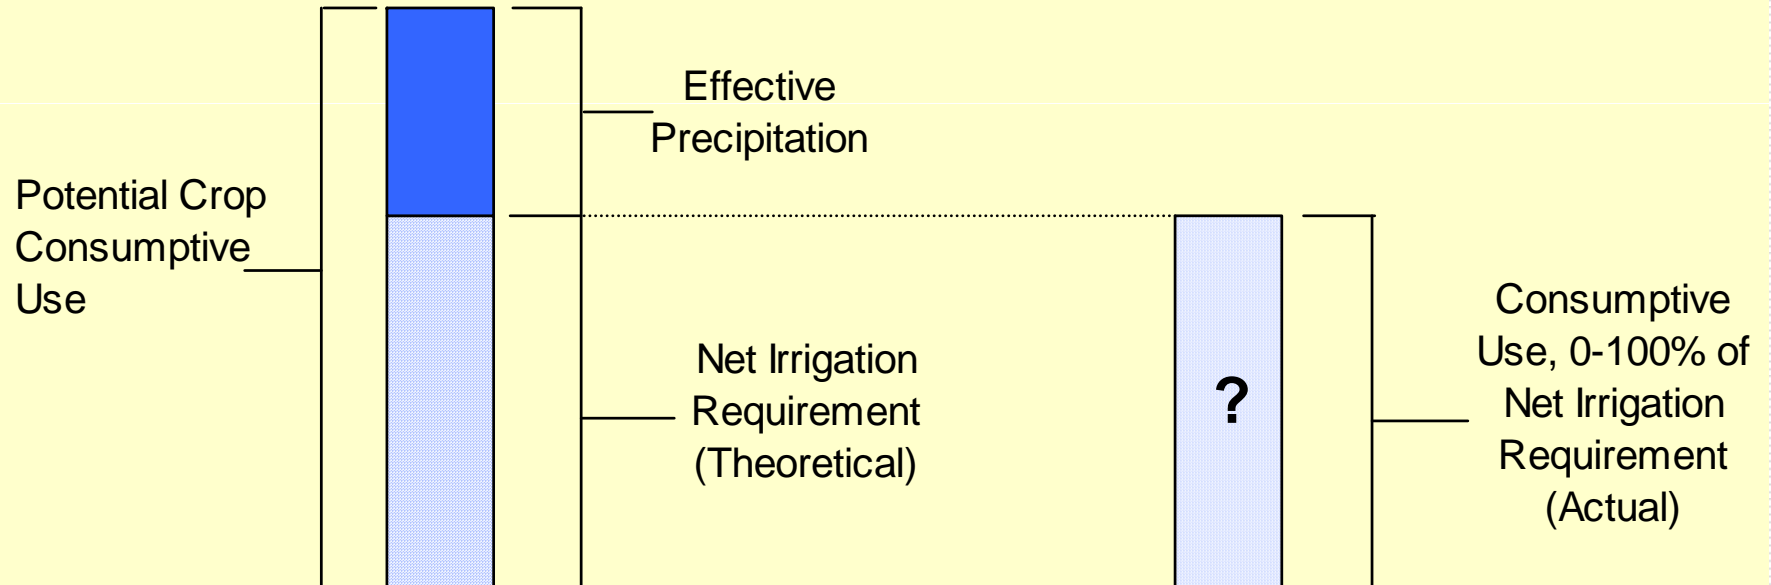 Effective
Precipitation
Potential Crop
Consumptive
Use
Net Irrigation
Requirement
(Theoretical)
?
Consumptive
Use, 0-100% of
Net Irrigation
Requirement
(Actual)